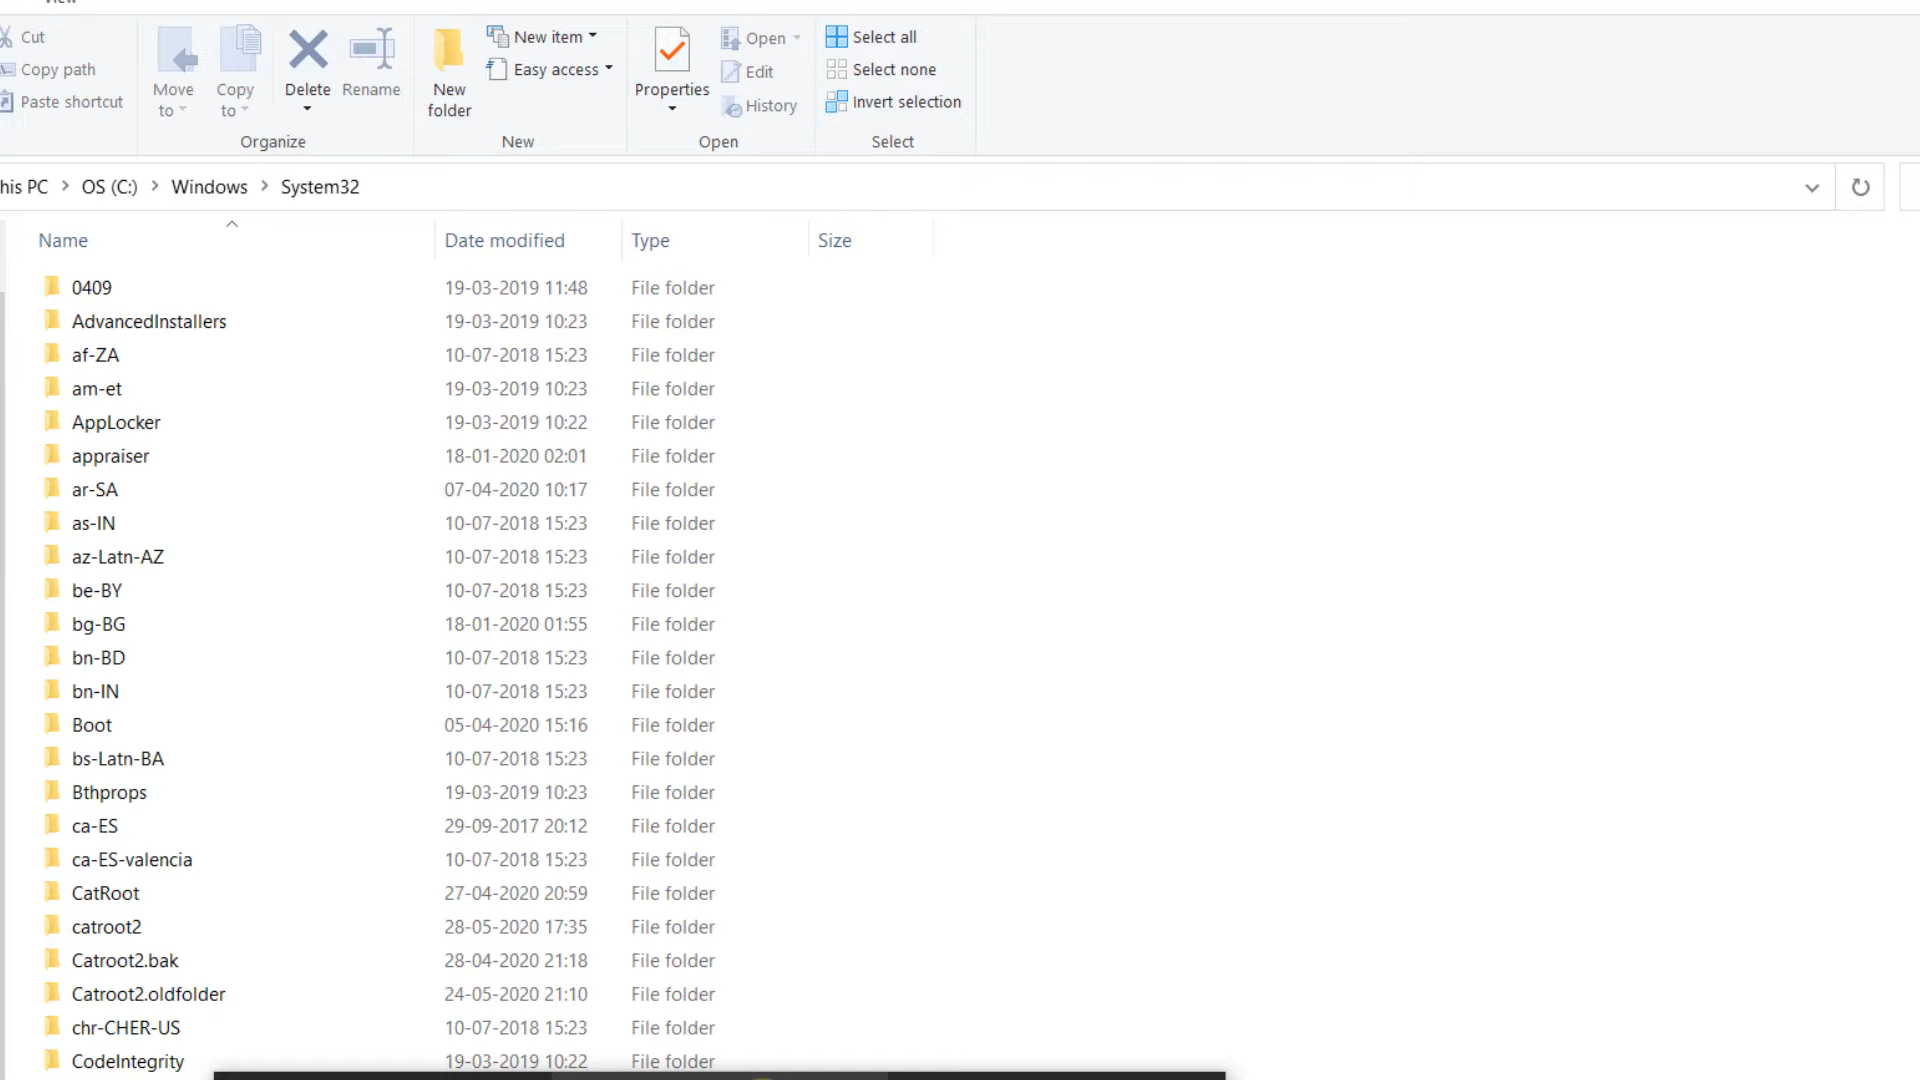 View
Cut
Copy path
Paste shortcut
Move to
Copy to
Delete
Rename
Organize
New folder
New item
Easy access
New
Properties
Open
Edit
History
Open
Select all
Select none
Invert selection
Select
his PC > OS (C:) > Windows > System32
Name Date modified Type Size
0409 19-03-2019 11:48 File folder
AdvancedInstallers 19-03-2019 10:23 File folder
af-ZA 10-07-2018 15:23 File folder
am-et 19-03-2019 10:23 File folder
AppLocker 19-03-2019 10:22 File folder
appraiser 18-01-2020 02:01 File folder
ar-SA 07-04-2020 10:17 File folder
as-IN 10-07-2018 15:23 File folder
az-Latn-AZ 10-07-2018 15:23 File folder
be-BY 10-07-2018 15:23 File folder
bg-BG 18-01-2020 01:55 File folder
bn-BD 10-07-2018 15:23 File folder
bn-IN 10-07-2018 15:23 File folder
Boot 05-04-2020 15:16 File folder
bs-Latn-BA 10-07-2018 15:23 File folder
Bthprops 19-03-2019 10:23 File folder
ca-ES 29-09-2017 20:12 File folder
ca-ES-valencia 10-07-2018 15:23 File folder
CatRoot 27-04-2020 20:59 File folder
catroot2 28-05-2020 17:35 File folder
Catroot2.bak 28-04-2020 21:18 File folder
Catroot2.oldfolder 24-05-2020 21:10 File folder
chr-CHER-US 10-07-2018 15:23 File folder
CodeIntegrity 19-03-2019 10:22 File folder